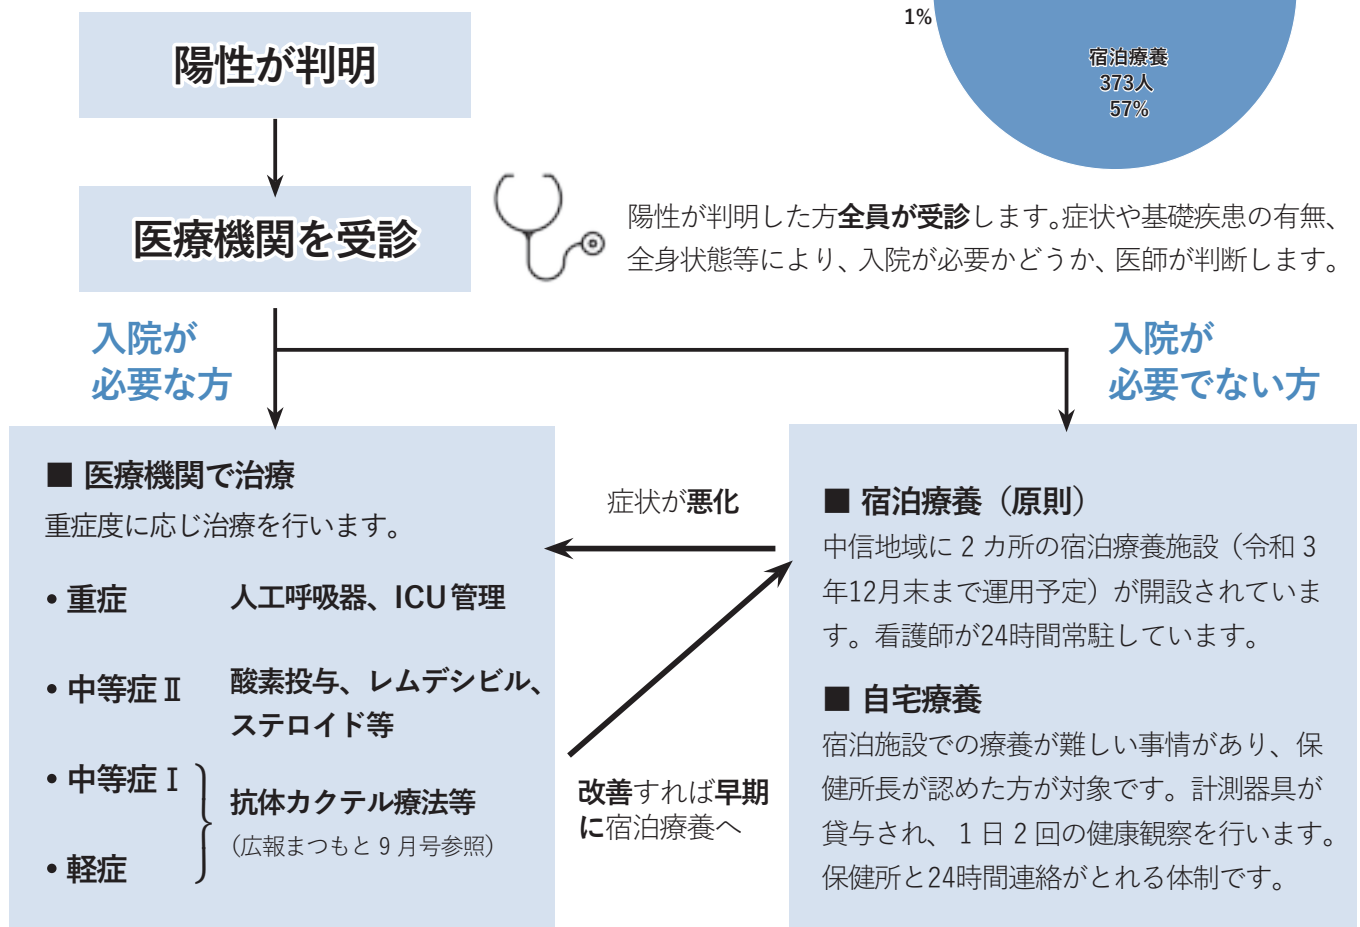 1%
宿泊療養
373人
57%
陽性が判明
医療機関を受診
陽性が判明した方全員が受診します。症状や基礎疾患の有無、
全身状態等により、入院が必要かどうか、医師が判断します。
入院が
必要な方
入院が
必要でない方
■ 医療機関で治療
重症度に応じ治療を行います。
• 重症 人工呼吸器、ICU管理
• 中等症Ⅱ 酸素投与、レムデシビル、
ステロイド等
• 中等症Ⅰ
抗体カクテル療法等
(広報まつもと9月号参照)
• 軽症
症状が悪化
改善すれば早期
に宿泊療養へ
■ 宿泊療養（原則）
中信地域に2カ所の宿泊療養施設（令和3
年12月末まで運用予定）が開設されていま
す。看護師が24時間常駐しています。
■ 自宅療養
宿泊施設での療養が難しい事情があり、保
健所長が認めた方が対象です。計測器具が
貸与され、1日2回の健康観察を行います。
保健所と24時間連絡がとれる体制です。